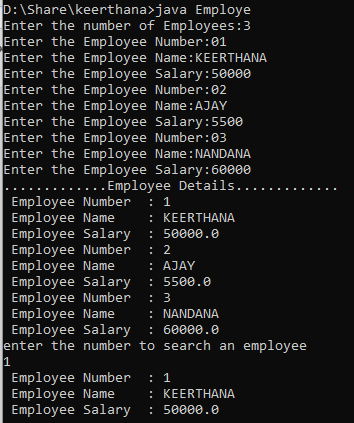 D:\Share\keerthana>java Employe
Enter the number of Employees:3
Enter the Employee Number:01
Enter the Employee Name:KEERTHANA
Enter the Employee Salary:50000
Enter the Employee Number:02
Enter the Employee Name:AJAY
Enter the Employee Salary:5500
Enter the Employee Number:03
Enter the Employee Name:NANDANA
Enter the Employee Salary:60000
.............Employee Details.............
 Employee Number  : 1
 Employee Name    : KEERTHANA
 Employee Salary  : 50000.0
 Employee Number  : 2
 Employee Name    : AJAY
 Employee Salary  : 5500.0
 Employee Number  : 3
 Employee Name    : NANDANA
 Employee Salary  : 60000.0
enter the number to search an employee
1
 Employee Number  : 1
 Employee Name    : KEERTHANA
 Employee Salary  : 50000.0